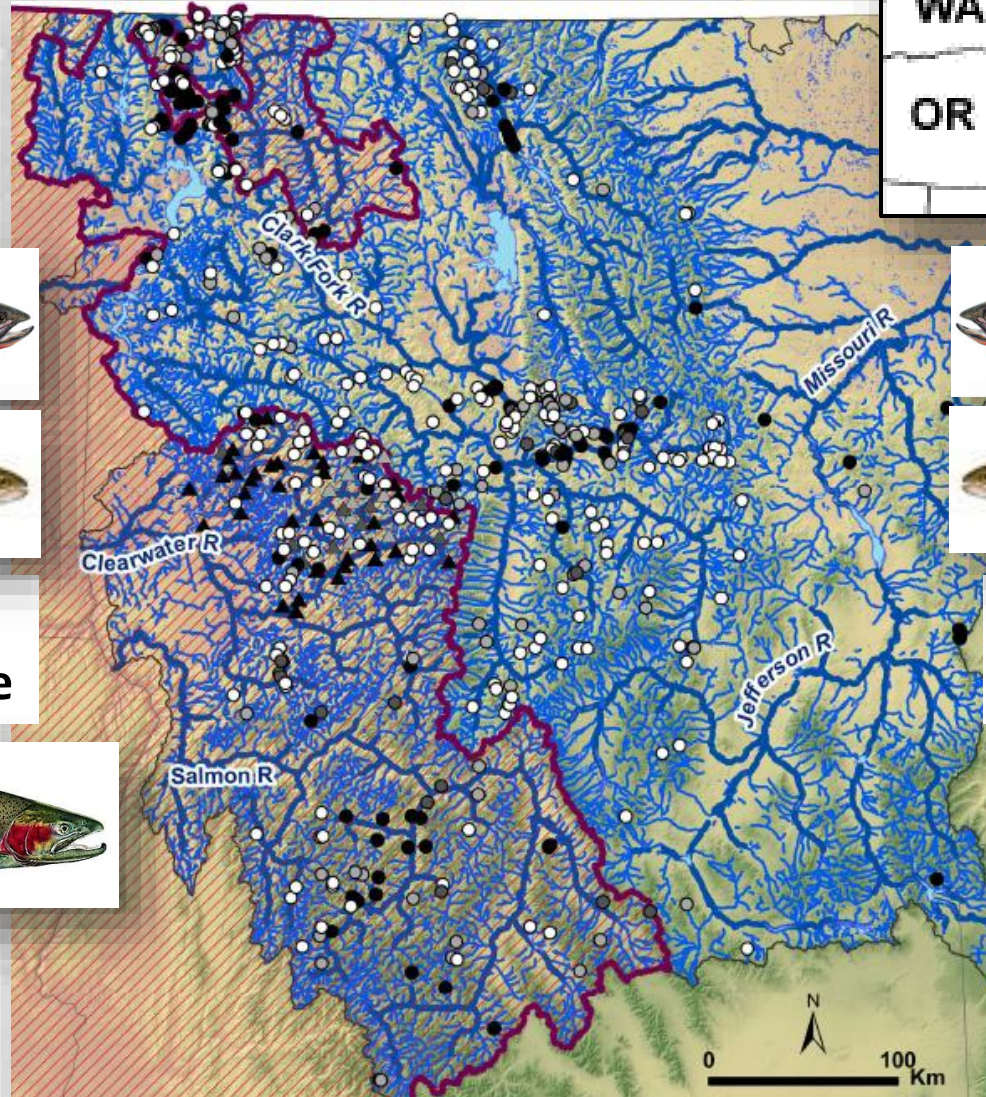 WA
OR
Clark Fork R
Missouri R
Clearwater R
e
Jefferson R
Salmon R
N
0 100
Km